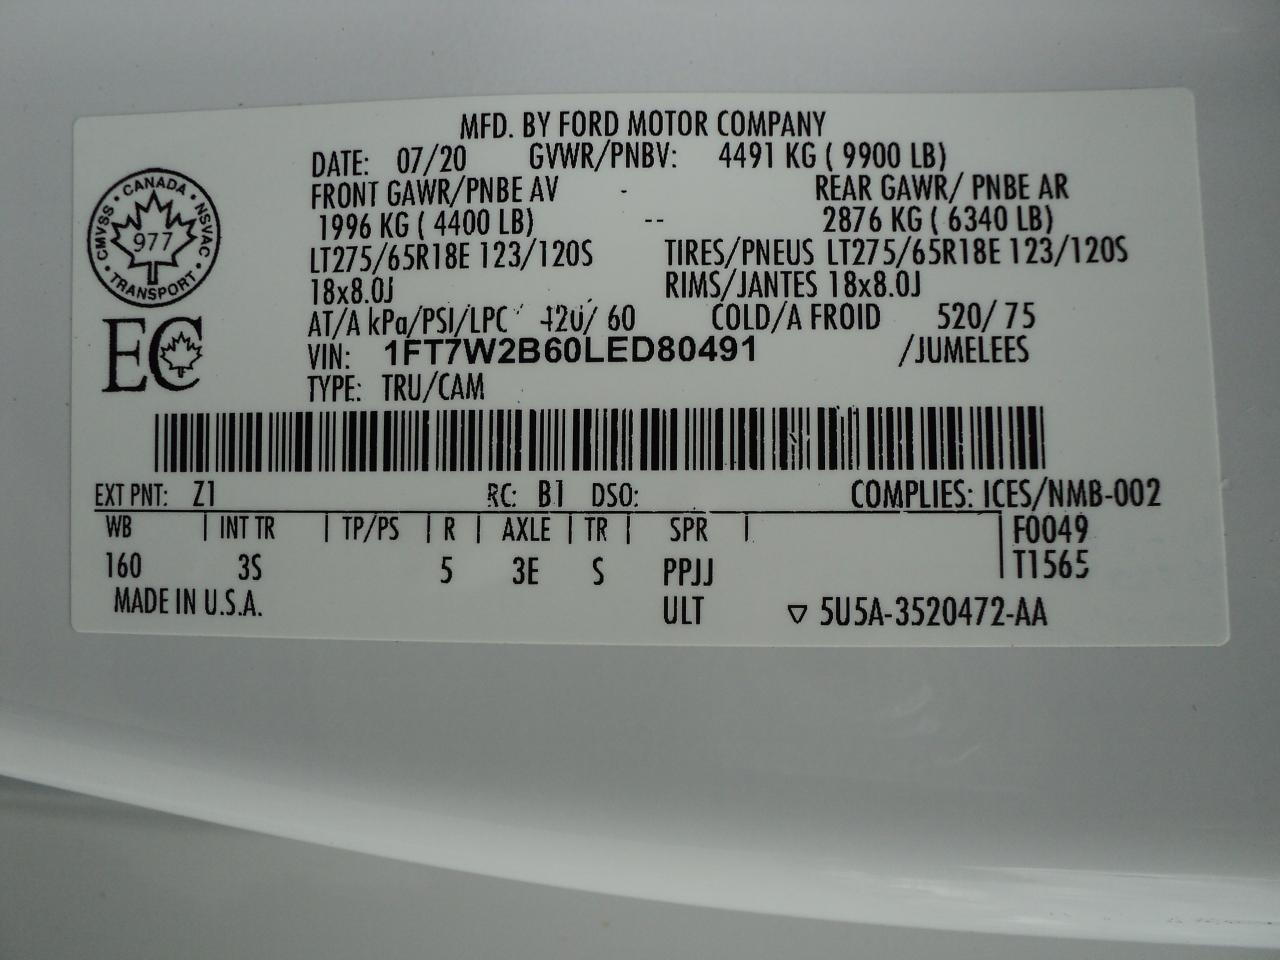 MFD. BY FORD MOTOR COMPANY
DATE: 07/20 GVWR/PNBV: 4491 KG ( 9900 LB)
FRONT GAWR/PNBE AV - REAR GAWR/ PNBE AR
1996 KG ( 4400 LB) -- 2876 KG ( 6340 LB)
LT275/65R18E 123/120S TIRES/PNEUS LT275/65R18E 123/120S
18x8.0J RIMS/JANTES 18x8.0J
AT/A kPa/PSI/LPC 420/ 60 COLD/A FROID 520/ 75
VIN: 1FT7W2B60LED80491 /JUMELEES
TYPE: TRU/CAM
CANADA
CMVSS NSVAC
977
TRANSPORT
EC
EXT PNT: Z1 RC: B1 DSO: COMPLIES: ICES/NMB-002
WB | INT TR | TP/PS | R | AXLE | TR | SPR | F0049
160 3S 5 3E S PPJJ T1565
MADE IN U.S.A. ULT ▽ 5U5A-3520472-AA